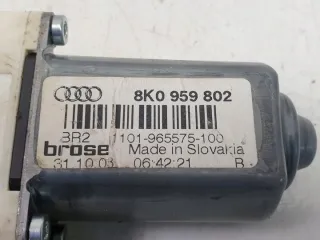 8K0 959 802
BR2 1101-965575-100
brose Made in Slovakia
31.10.03 06:42:21 R